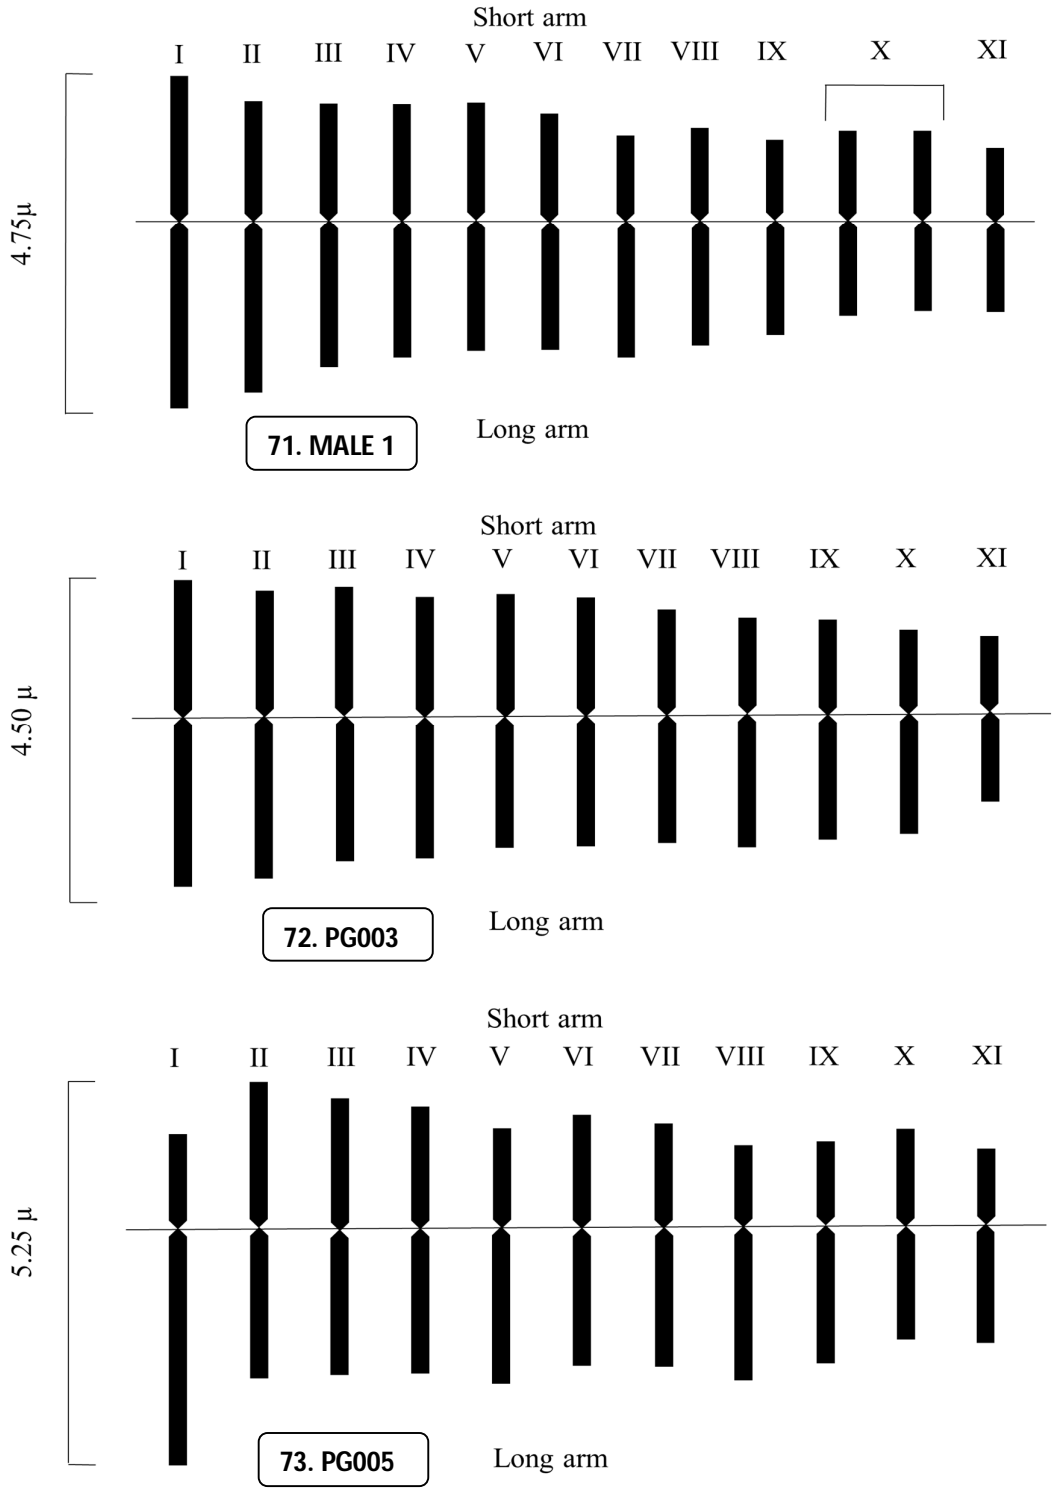 Short arm
I II III IV V VI VII VIII IX X XI
4.75μ
Long arm
71. MALE 1
Short arm
I II III IV V VI VII VIII IX X XI
4.50 μ
Long arm
72. PG003
Short arm
I II III IV V VI VII VIII IX X XI
5.25 μ
Long arm
73. PG005